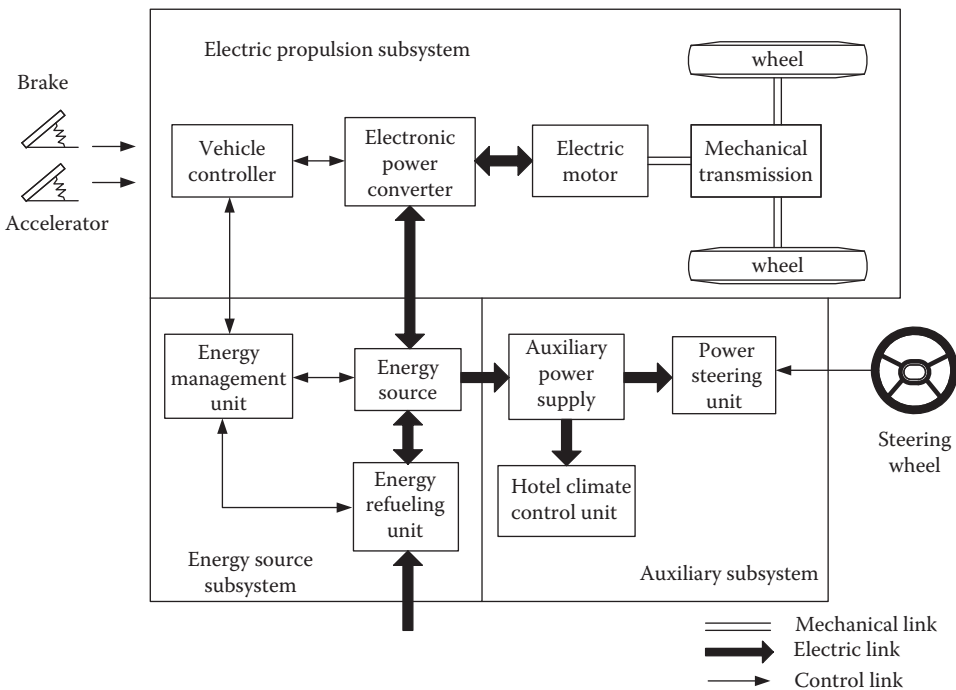 Electric propulsion subsystem
wheel
Brake
Vehicle
controller
Electronic
power
converter
Electric
motor
Mechanical
transmission
Accelerator
wheel
Energy
management
unit
Energy
source
Auxiliary
power
supply
Power
steering
unit
Steering
wheel
Energy
refueling
unit
Hotel climate
control unit
Energy source
subsystem
Auxiliary subsystem
Mechanical link
Electric link
Control link